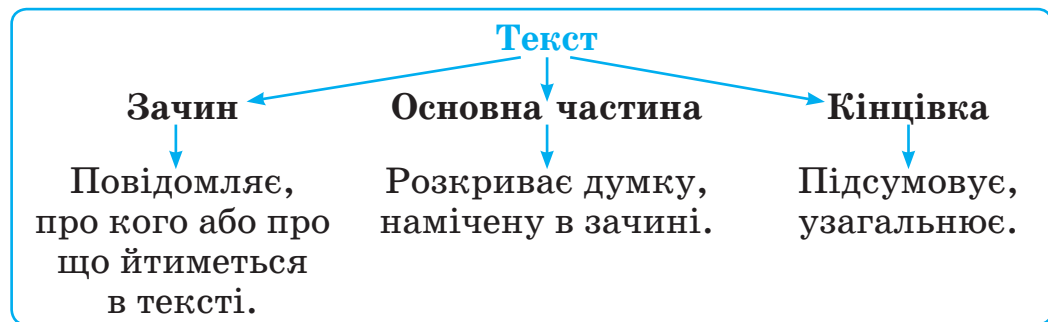 Текст
Зачин
Основна частина
Кінцівка
Повідомляє,
про кого або про
що йтиметься
в тексті.
Розкриває думку,
намічену в зачині.
Підсумовує,
узагальнює.